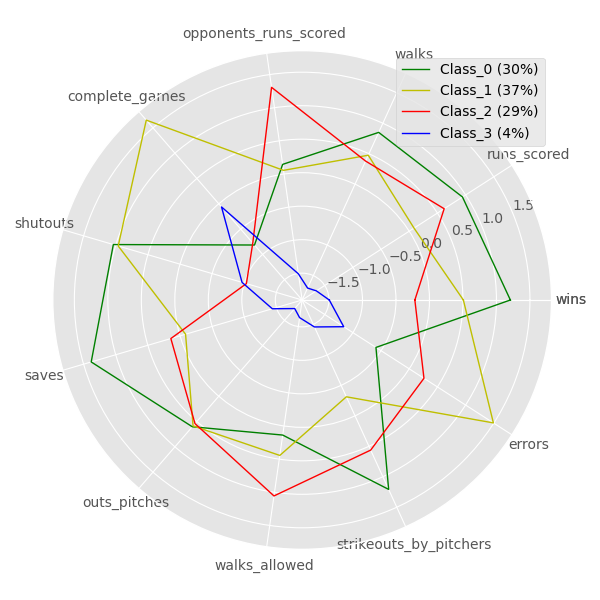 opponents_runs_scored
walks
Class_0 (30%)
Class_1 (37%)
Class_2 (29%)
Class_3 (4%)
complete_games
runs_scored
1.5
1.0
0.5
0.0
−0.5
−1.0
−1.5
shutouts
wins
saves
errors
outs_pitches
strikeouts_by_pitchers
walks_allowed